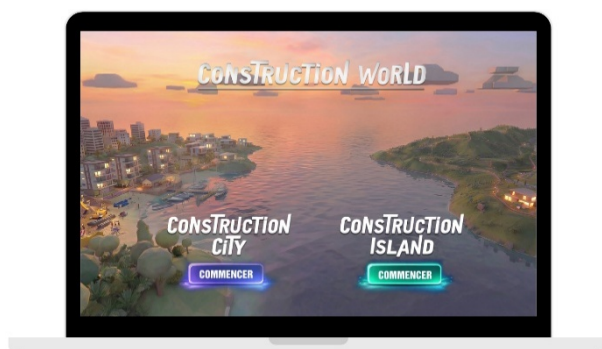 CONSTRUCTION WORLD
CONSTRUCTION
CITY
COMMENCER
CONSTRUCTION
ISLAND
COMMENCER